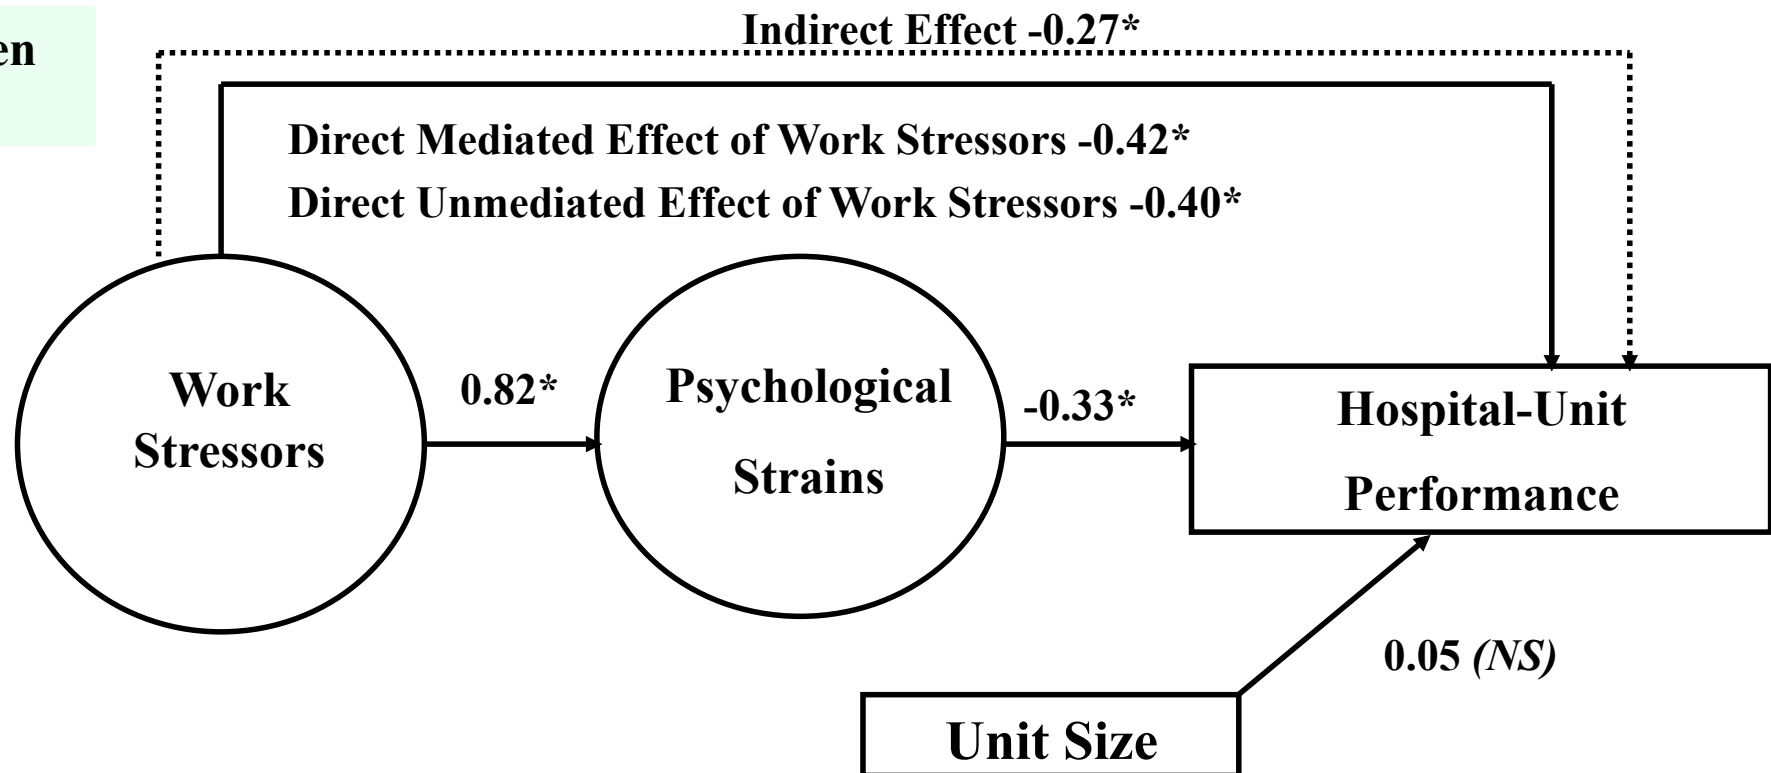 en
Indirect Effect -0.27*
Direct Mediated Effect of Work Stressors -0.42*
Direct Unmediated Effect of Work Stressors -0.40*
Work
Stressors
0.82*
Psychological
Strains
-0.33*
Hospital-Unit
Performance
0.05 (NS)
Unit Size